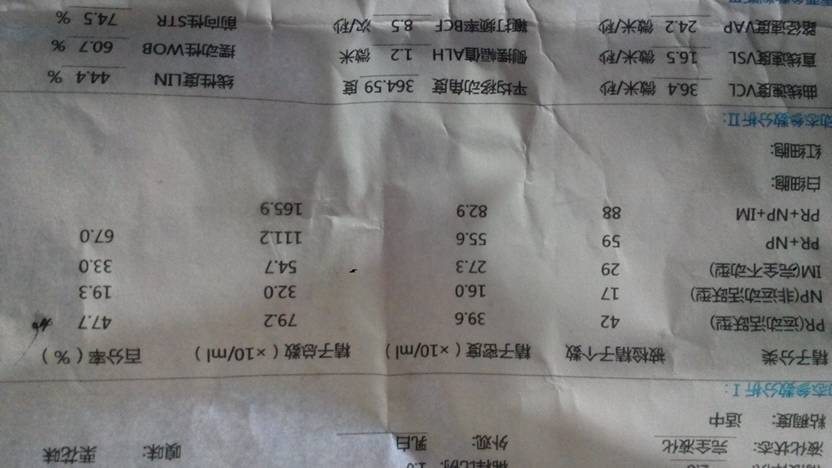 液化状态: 完全液化 外观: 乳白 嗅味: 栗花味
粘稠度: 适中
动态参数分析 I :
精子分类 被检精子个数 精子密度(×10/ml) 精子总数(×10/ml) 百分率(%)
PR(运动活跃型) 42 39.6 79.2 47.7
NP(非运动活跃型) 17 16.0 32.0 19.3
IM(完全不动型) 29 27.3 54.7 33.0
PR+NP 59 55.6 111.2 67.0
PR+NP+IM 88 82.9 165.9
白细胞:
红细胞:
动态参数分析II:
曲线速度VCL 36.4 微米/秒 平均移动角度 364.59 度 线性度LIN 44.4 %
直线速度VSL 16.5 微米/秒 侧摆幅值ALH 1.2 微米 摆动性WOB 60.7 %
路径速度VAP 24.2 微米/秒 鞭打频率BCF 8.5 次/秒 前向性STR 74.5 %